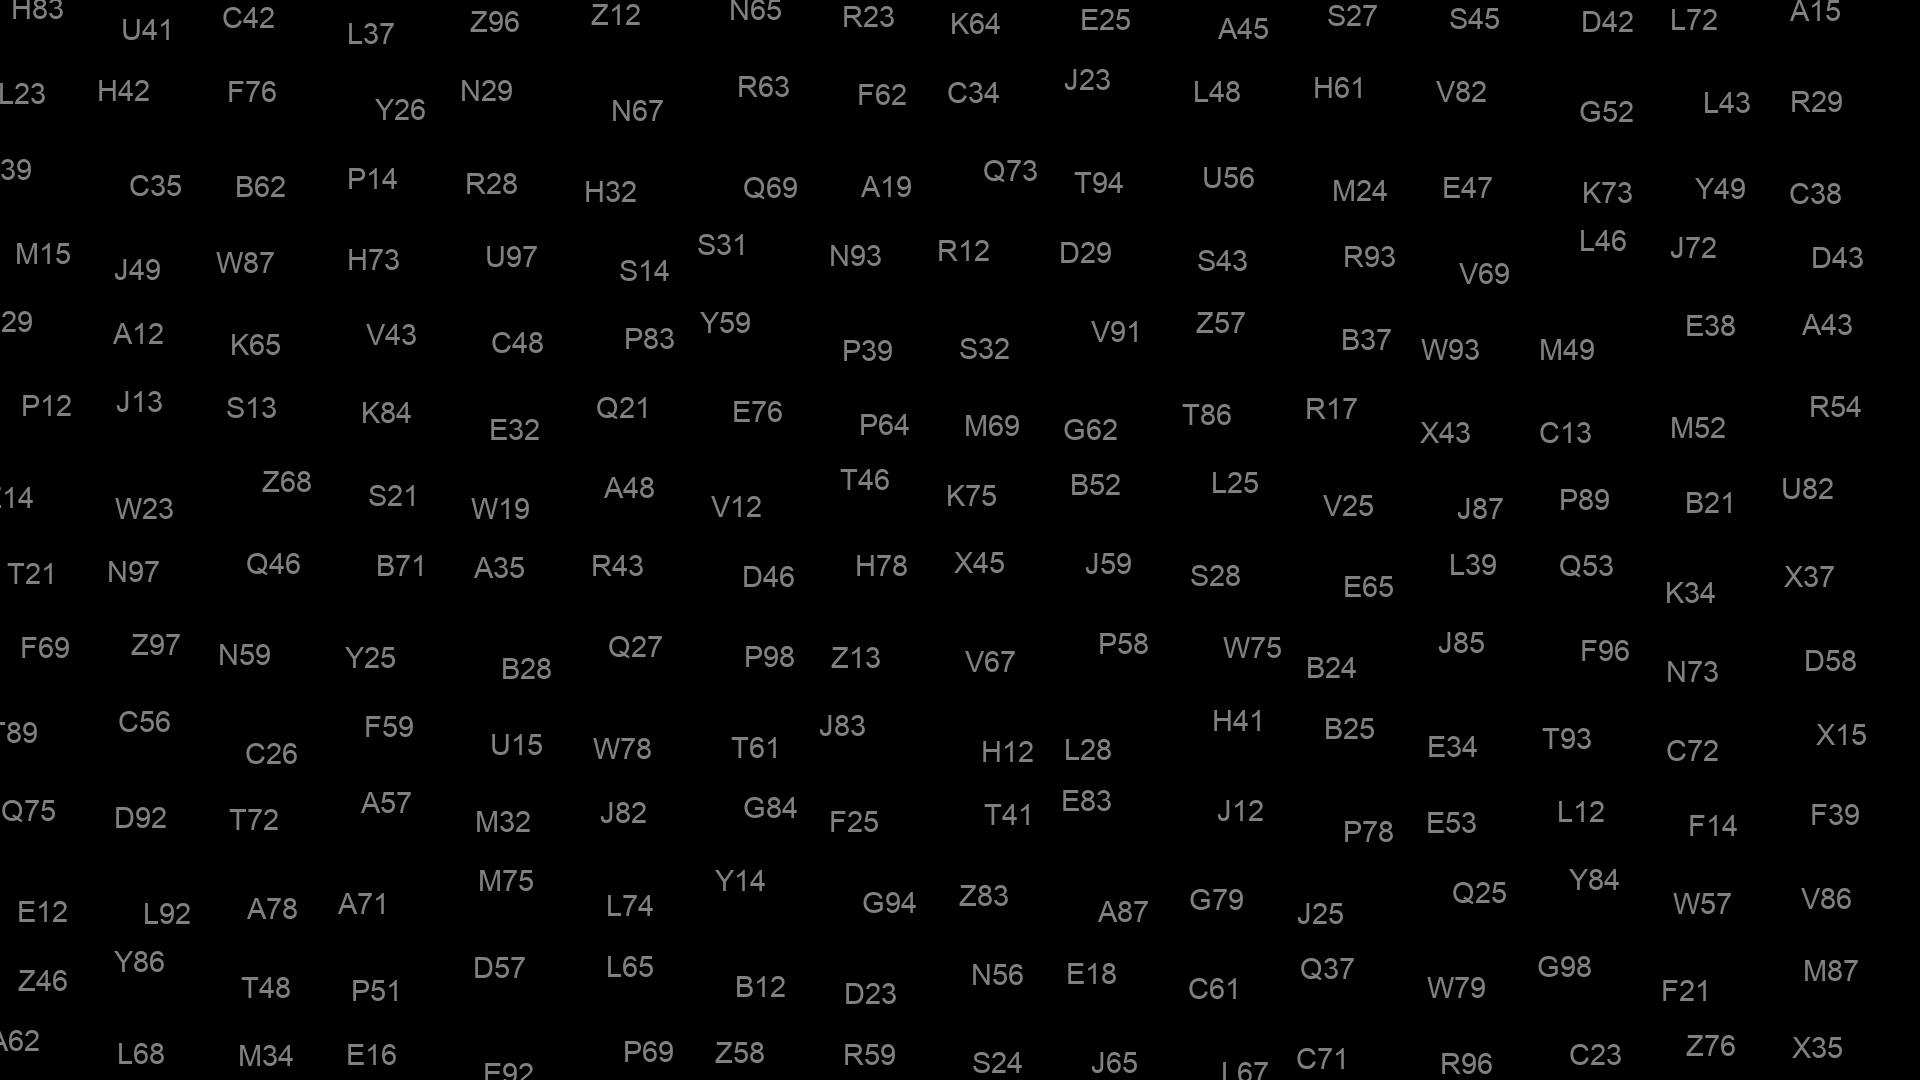 H83 U41 C42 L37 Z96 Z12 N65 R23 K64 E25 A45 S27 S45 D42 L72 A15
L23 H42 F76 Y26 N29 N67 R63 F62 C34 J23 L48 H61 V82 G52 L43 R29
39 C35 B62 P14 R28 H32 Q69 A19 Q73 T94 U56 M24 E47 K73 Y49 C38
M15 J49 W87 H73 U97 S14 S31 N93 R12 D29 S43 R93 V69 L46 J72 D43
29 A12 K65 V43 C48 P83 Y59 P39 S32 V91 Z57 B37 W93 M49 E38 A43
P12 J13 S13 K84 E32 Q21 E76 P64 M69 G62 T86 R17 X43 C13 M52 R54
14 W23 Z68 S21 W19 A48 V12 T46 K75 B52 L25 V25 J87 P89 B21 U82
T21 N97 Q46 B71 A35 R43 D46 H78 X45 J59 S28 E65 L39 Q53 K34 X37
F69 Z97 N59 Y25 B28 Q27 P98 Z13 V67 P58 W75 B24 J85 F96 N73 D58
89 C56 C26 F59 U15 W78 T61 J83 H12 L28 H41 B25 E34 T93 C72 X15
Q75 D92 T72 A57 M32 J82 G84 F25 T41 E83 J12 P78 E53 L12 F14 F39
E12 L92 A78 A71 M75 L74 Y14 G94 Z83 A87 G79 J25 Q25 Y84 W57 V86
Z46 Y86 T48 P51 D57 L65 B12 D23 N56 E18 C61 Q37 W79 G98 F21 M87
A62 L68 M34 E16 92 P69 Z58 R59 S24 J65 L67 C71 R96 C23 Z76 X35